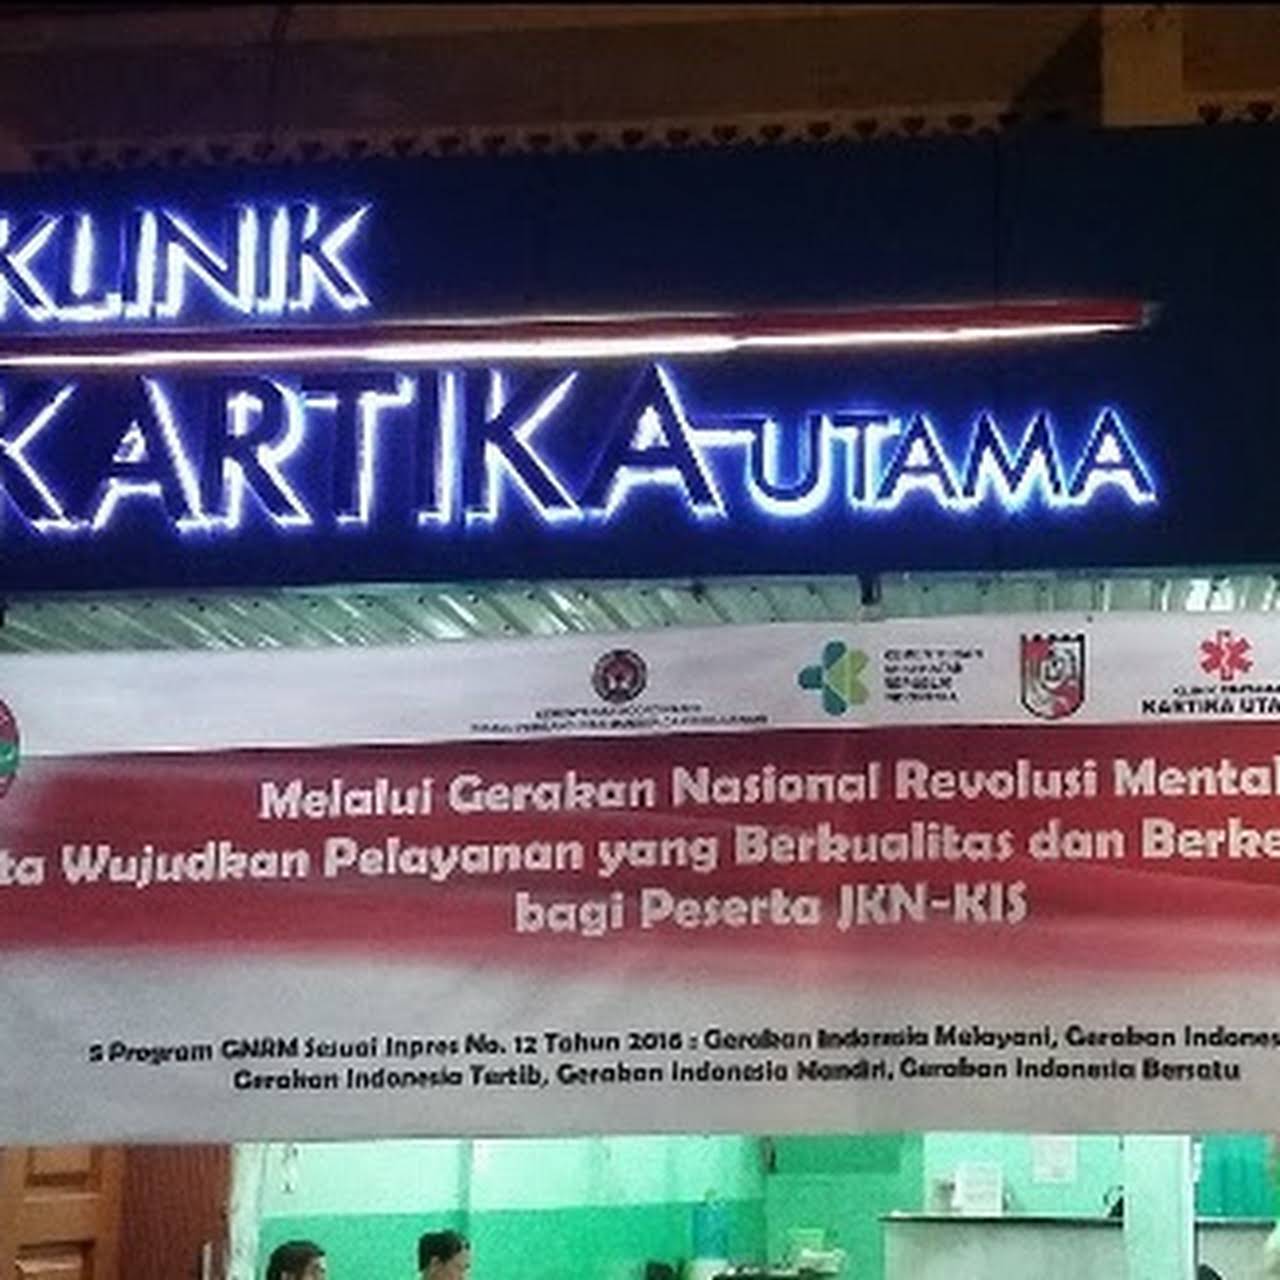 KLINIK
KARTIKA UTAMA
KARTIKA UTA
Melalui Gerakan Nasional Revolusi Mental
ta Wujudkan Pelayanan yang Berkualitas dan Berke
bagi Peserta JKN-KIS
5 Program GNRM Sesuai Inpres No. 12 Tahun 2016 : Gerakan Indonesia Melayani, Gerakan Indones
Gerakan Indonesia Tertib, Gerakan Indonesia Mandiri, Gerakan Indonesia Bersatu